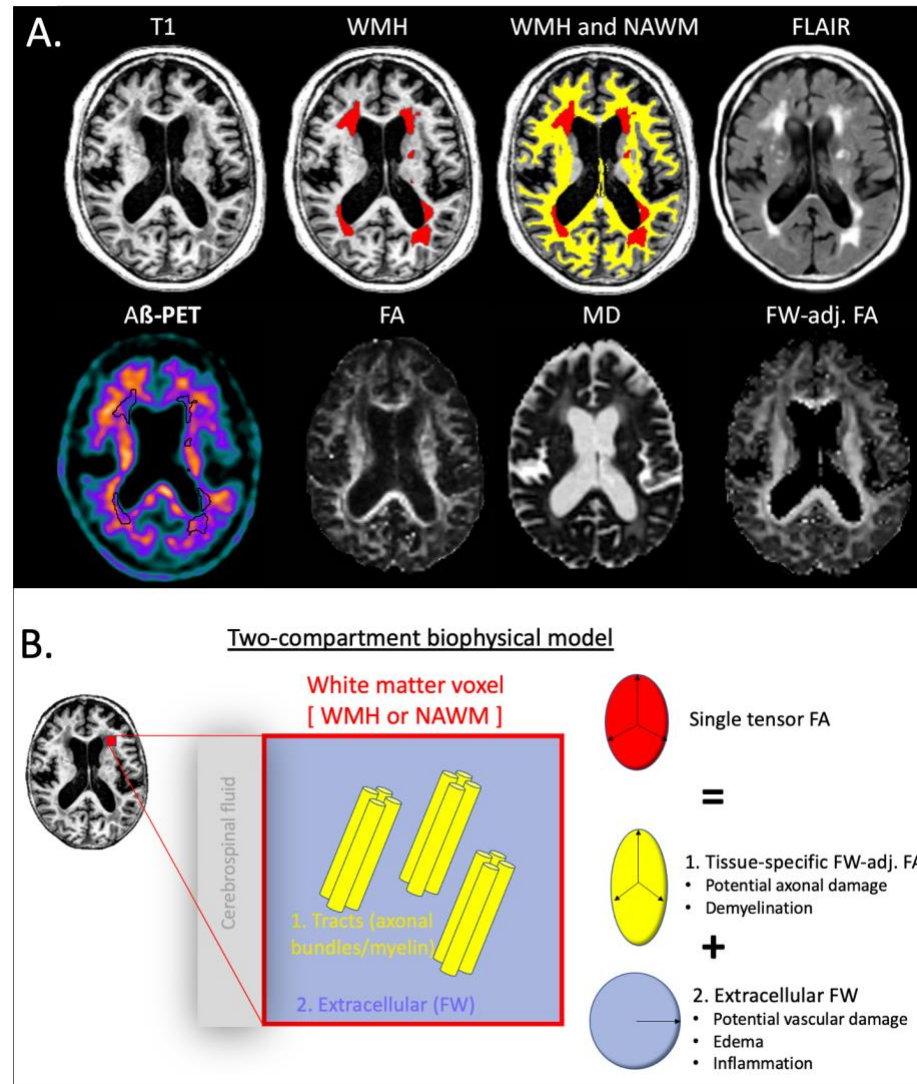 A.
T1
WMH
WMH and NAWM
FLAIR
Aß-PET
FA
MD
FW-adj. FA
B.
Two-compartment biophysical model
White matter voxel
[ WMH or NAWM ]
Cerebrospinal fluid
1. Tracts (axonal
bundles/myelin)
2. Extracellular (FW)
Single tensor FA
=
1. Tissue-specific FW-adj. FA
• Potential axonal damage
• Demyelination
+
2. Extracellular FW
• Potential vascular damage
• Edema
• Inflammation